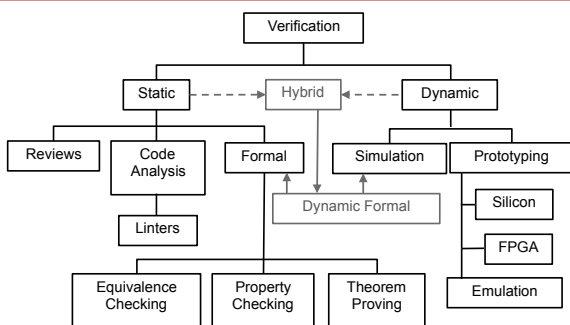 Verification
Static
Hybrid
Dynamic
Reviews
Code
Analysis
Formal
Simulation
Prototyping
Linters
Dynamic Formal
Silicon
FPGA
Emulation
Equivalence
Checking
Property
Checking
Theorem
Proving